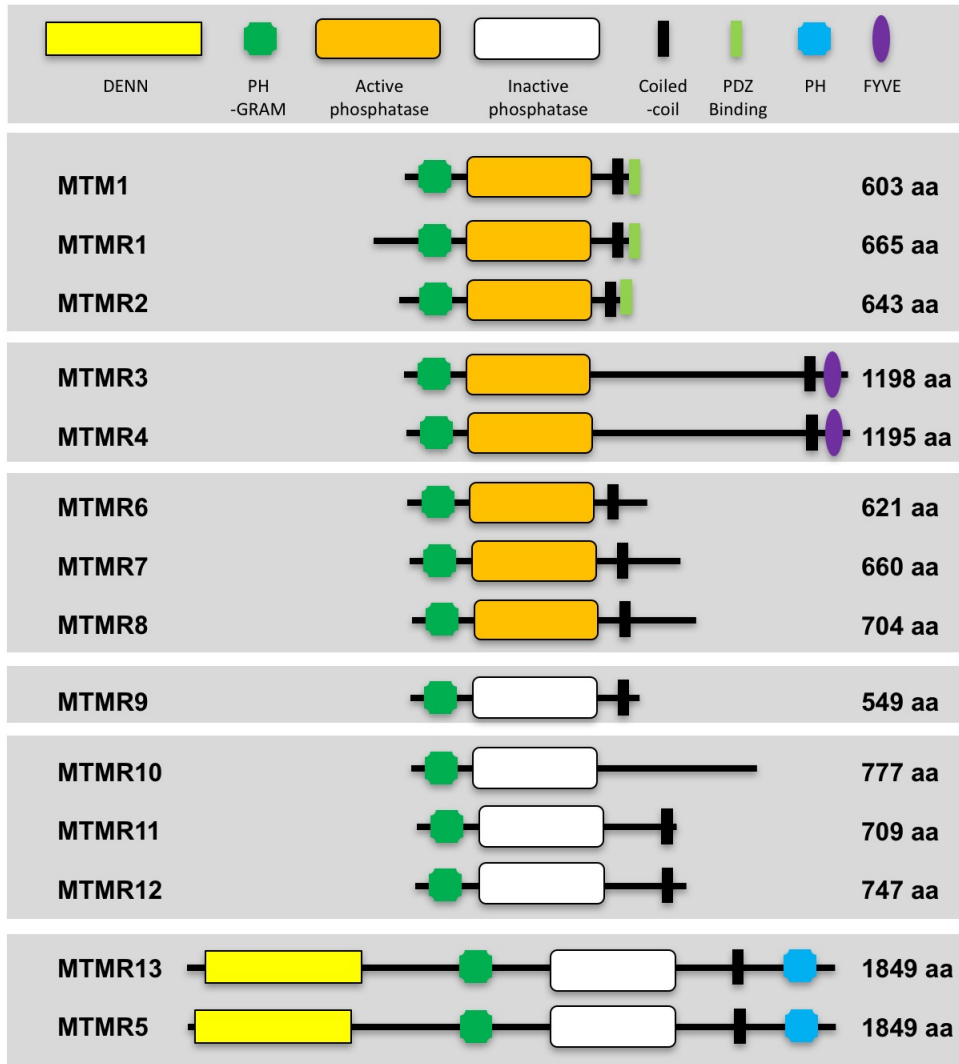 DENN
PH
-GRAM
Active
phosphatase
Inactive
phosphatase
Coiled
-coil
PDZ
Binding
PH
FYVE
MTM1 603 aa
MTMR1 665 aa
MTMR2 643 aa
MTMR3 1198 aa
MTMR4 1195 aa
MTMR6 621 aa
MTMR7 660 aa
MTMR8 704 aa
MTMR9 549 aa
MTMR10 777 aa
MTMR11 709 aa
MTMR12 747 aa
MTMR13 1849 aa
MTMR5 1849 aa